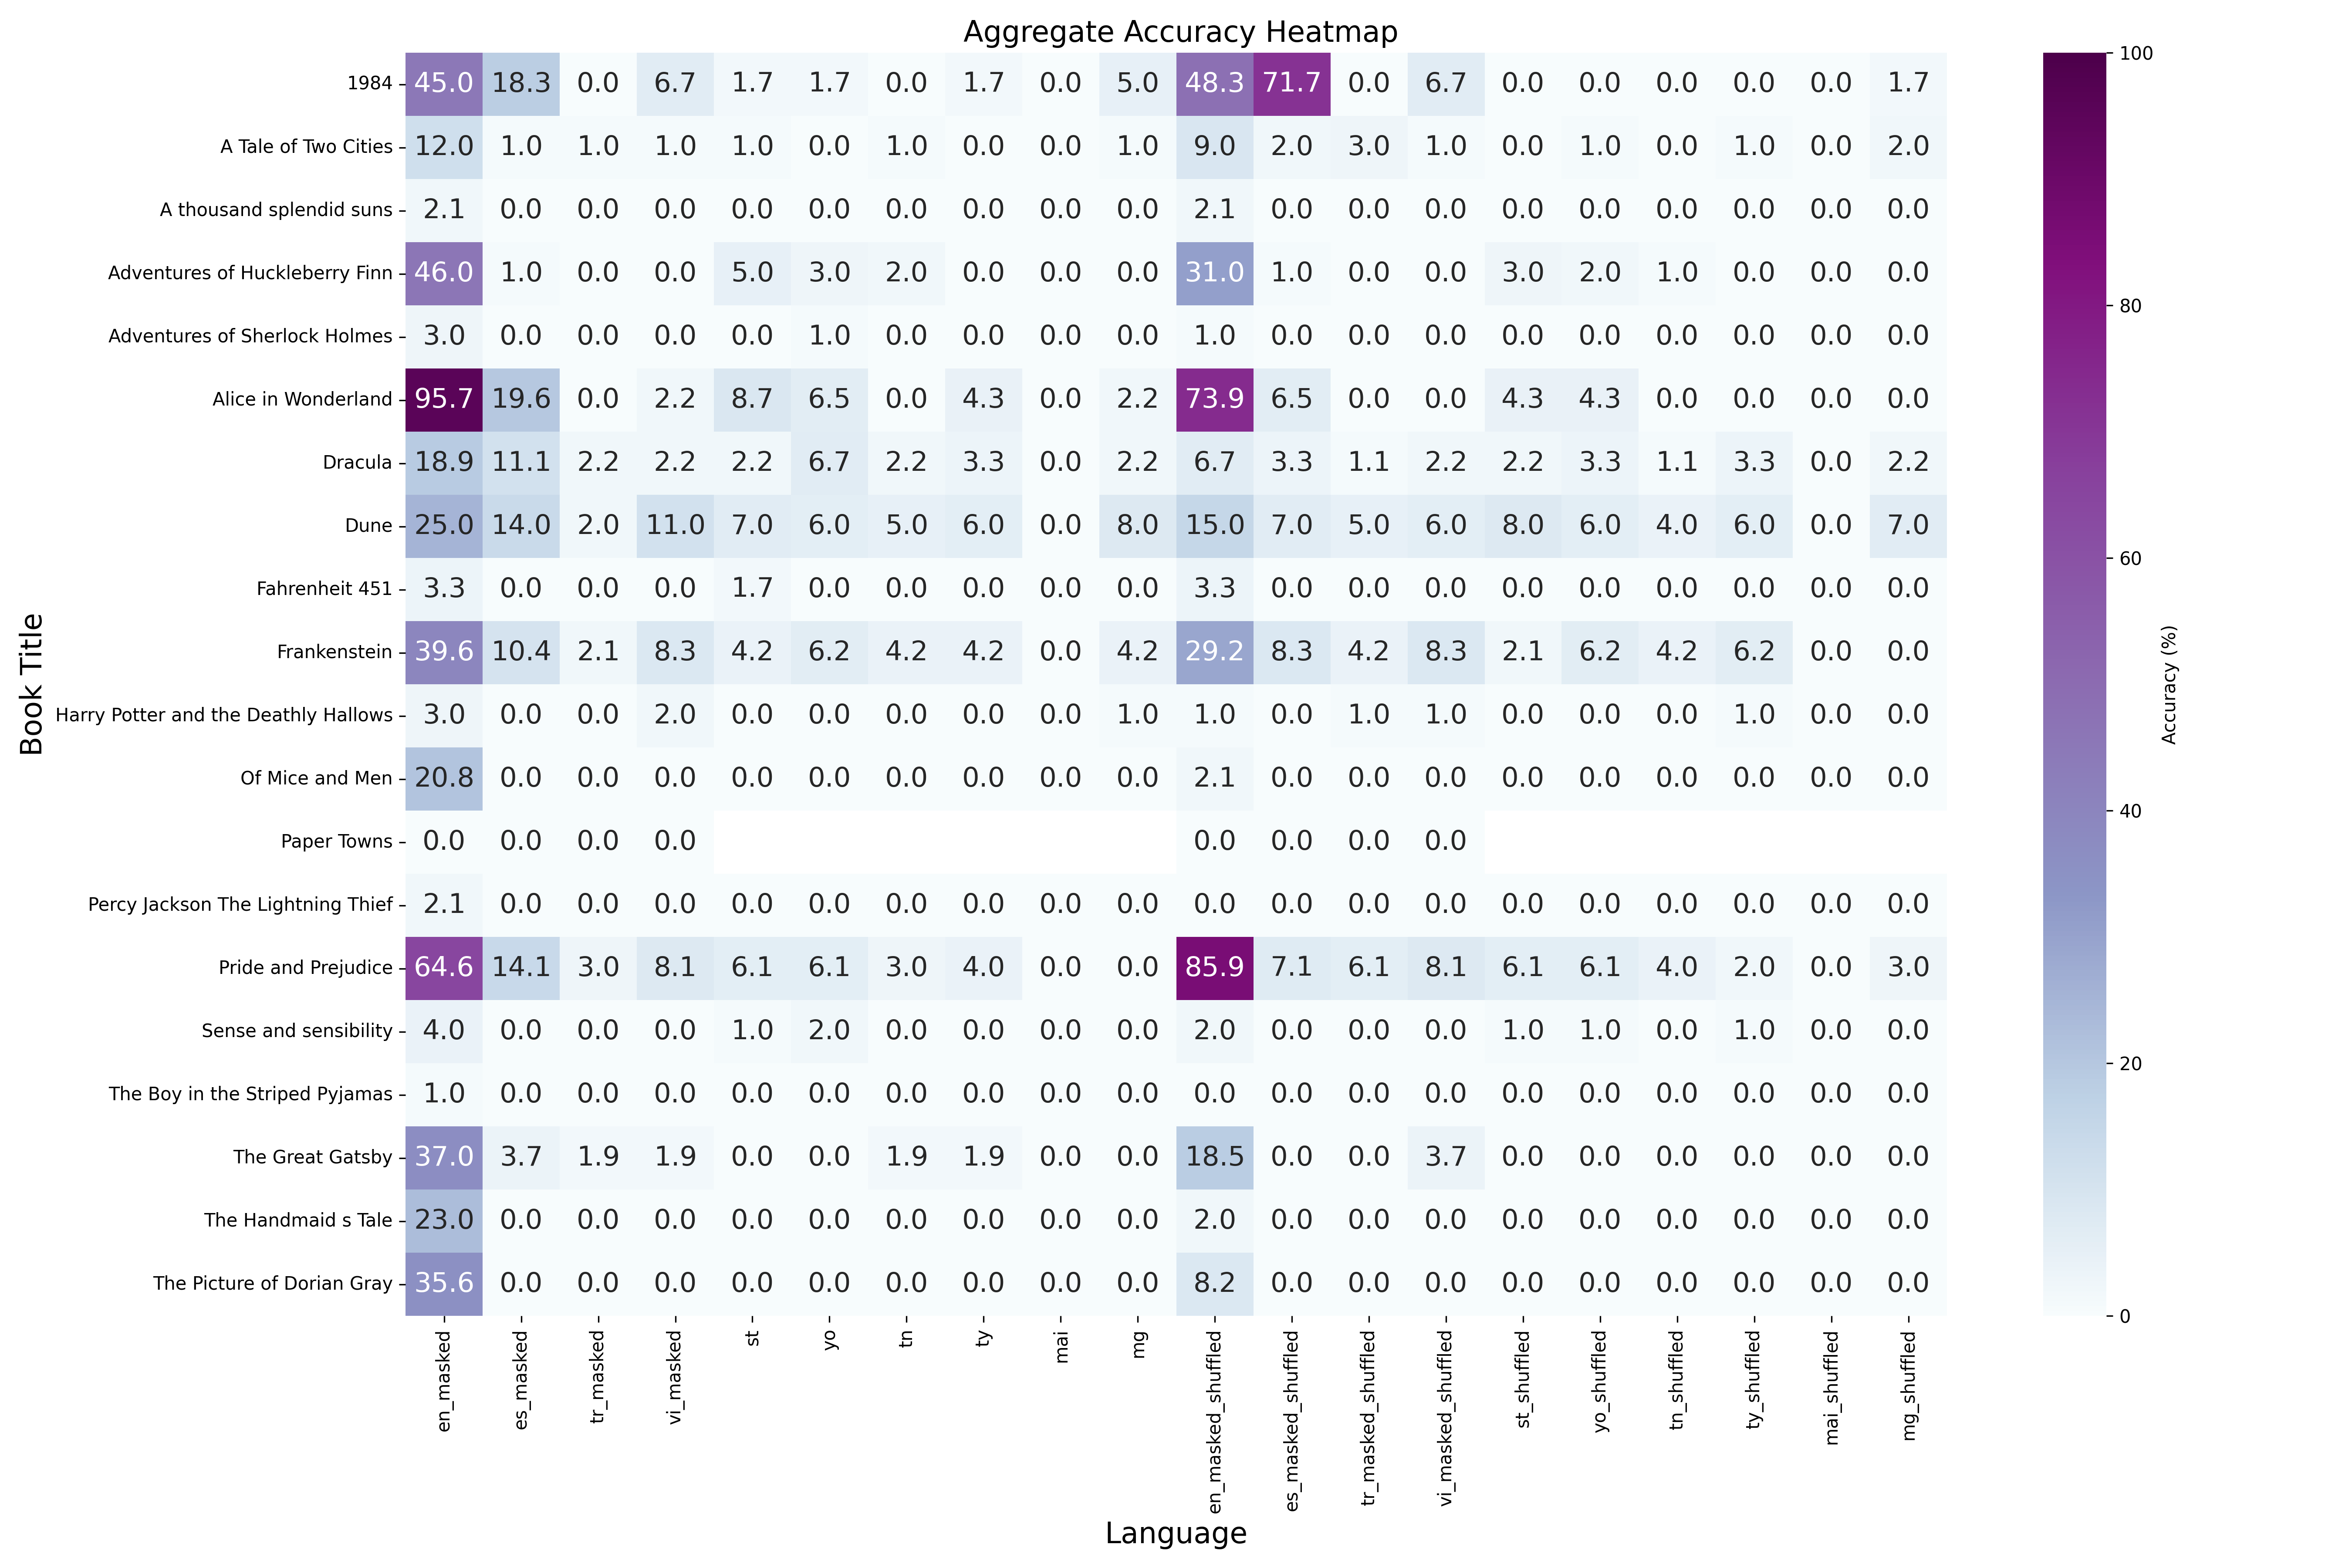 Aggregate Accuracy Heatmap
1984 45.0 18.3 0.0 6.7 1.7 1.7 0.0 1.7 0.0 5.0 48.3 71.7 0.0 6.7 0.0 0.0 0.0 0.0 0.0 1.7
A Tale of Two Cities 12.0 1.0 1.0 1.0 1.0 0.0 1.0 0.0 0.0 1.0 9.0 2.0 3.0 1.0 0.0 1.0 0.0 1.0 0.0 2.0
A thousand splendid suns 2.1 0.0 0.0 0.0 0.0 0.0 0.0 0.0 0.0 0.0 2.1 0.0 0.0 0.0 0.0 0.0 0.0 0.0 0.0 0.0
Adventures of Huckleberry Finn 46.0 1.0 0.0 0.0 5.0 3.0 2.0 0.0 0.0 0.0 31.0 1.0 0.0 0.0 3.0 2.0 1.0 0.0 0.0 0.0
Adventures of Sherlock Holmes 3.0 0.0 0.0 0.0 0.0 1.0 0.0 0.0 0.0 0.0 1.0 0.0 0.0 0.0 0.0 0.0 0.0 0.0 0.0 0.0
Alice in Wonderland 95.7 19.6 0.0 2.2 8.7 6.5 0.0 4.3 0.0 2.2 73.9 6.5 0.0 0.0 4.3 4.3 0.0 0.0 0.0 0.0
Dracula 18.9 11.1 2.2 2.2 2.2 6.7 2.2 3.3 0.0 2.2 6.7 3.3 1.1 2.2 2.2 3.3 1.1 3.3 0.0 2.2
Dune 25.0 14.0 2.0 11.0 7.0 6.0 5.0 6.0 0.0 8.0 15.0 7.0 5.0 6.0 8.0 6.0 4.0 6.0 0.0 7.0
Fahrenheit 451 3.3 0.0 0.0 0.0 1.7 0.0 0.0 0.0 0.0 0.0 3.3 0.0 0.0 0.0 0.0 0.0 0.0 0.0 0.0 0.0
Frankenstein 39.6 10.4 2.1 8.3 4.2 6.2 4.2 4.2 0.0 4.2 29.2 8.3 4.2 8.3 2.1 6.2 4.2 6.2 0.0 0.0
Harry Potter and the Deathly Hallows 3.0 0.0 0.0 2.0 0.0 0.0 0.0 0.0 0.0 1.0 1.0 0.0 1.0 1.0 0.0 0.0 0.0 1.0 0.0 0.0
Of Mice and Men 20.8 0.0 0.0 0.0 0.0 0.0 0.0 0.0 0.0 0.0 2.1 0.0 0.0 0.0 0.0 0.0 0.0 0.0 0.0 0.0
Paper Towns 0.0 0.0 0.0 0.0 0.0 0.0 0.0 0.0
Percy Jackson The Lightning Thief 2.1 0.0 0.0 0.0 0.0 0.0 0.0 0.0 0.0 0.0 0.0 0.0 0.0 0.0 0.0 0.0 0.0 0.0 0.0 0.0
Pride and Prejudice 64.6 14.1 3.0 8.1 6.1 6.1 3.0 4.0 0.0 0.0 85.9 7.1 6.1 8.1 6.1 6.1 4.0 2.0 0.0 3.0
Sense and sensibility 4.0 0.0 0.0 0.0 1.0 2.0 0.0 0.0 0.0 0.0 2.0 0.0 0.0 0.0 1.0 1.0 0.0 1.0 0.0 0.0
The Boy in the Striped Pyjamas 1.0 0.0 0.0 0.0 0.0 0.0 0.0 0.0 0.0 0.0 0.0 0.0 0.0 0.0 0.0 0.0 0.0 0.0 0.0 0.0
The Great Gatsby 37.0 3.7 1.9 1.9 0.0 0.0 1.9 1.9 0.0 0.0 18.5 0.0 0.0 3.7 0.0 0.0 0.0 0.0 0.0 0.0
The Handmaid s Tale 23.0 0.0 0.0 0.0 0.0 0.0 0.0 0.0 0.0 0.0 2.0 0.0 0.0 0.0 0.0 0.0 0.0 0.0 0.0 0.0
The Picture of Dorian Gray 35.6 0.0 0.0 0.0 0.0 0.0 0.0 0.0 0.0 0.0 8.2 0.0 0.0 0.0 0.0 0.0 0.0 0.0 0.0 0.0
en_masked es_masked tr_masked vi_masked st yo tn ty mai mg en_masked_shuffled es_masked_shuffled tr_masked_shuffled vi_masked_shuffled st_shuffled yo_shuffled tn_shuffled ty_shuffled mai_shuffled mg_shuffled
Language
Book Title
100
80
60
40
20
0
Accuracy (%)